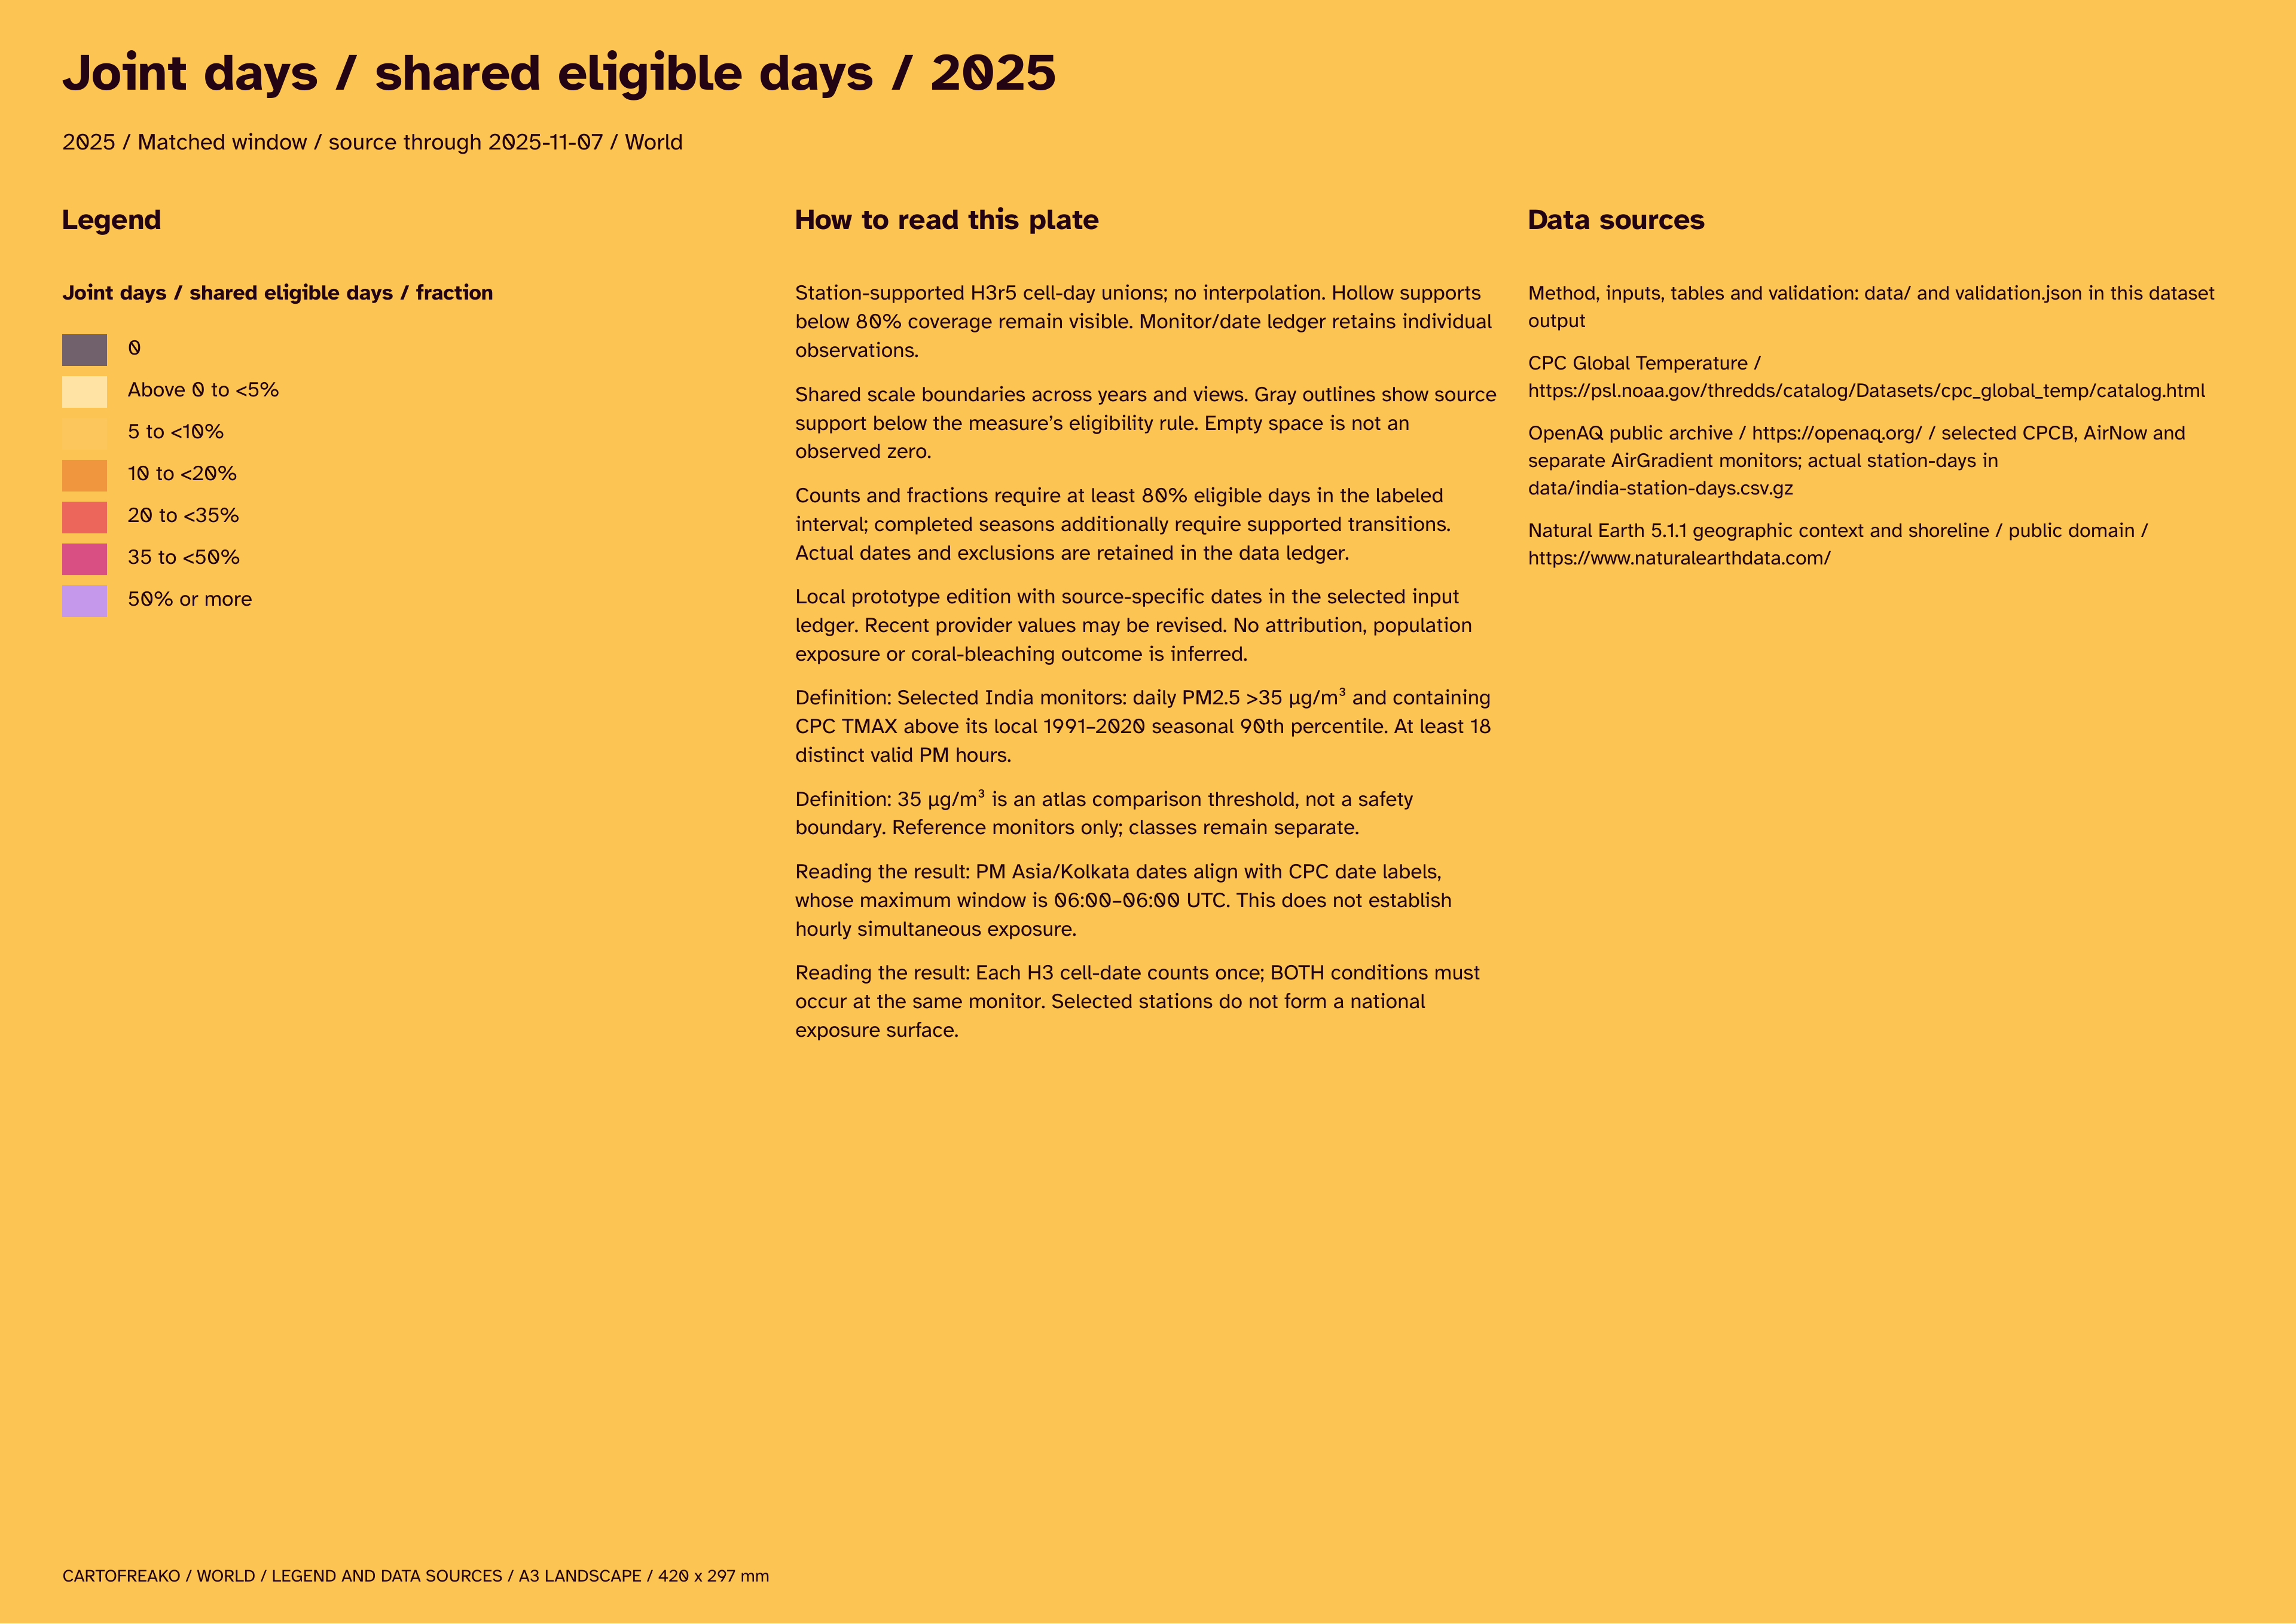 Joint days / shared eligible days / 2025
2025 / Matched window / source through 2025-11-07 / World
Legend
Joint days / shared eligible days / fraction
0
Above 0 to <5%
5 to <10%
10 to <20%
20 to <35%
35 to <50%
50% or more
How to read this plate
Station-supported H3r5 cell-day unions; no interpolation. Hollow supports
below 80% coverage remain visible. Monitor/date ledger retains individual
observations.
Shared scale boundaries across years and views. Gray outlines show source
support below the measure’s eligibility rule. Empty space is not an
observed zero.
Counts and fractions require at least 80% eligible days in the labeled
interval; completed seasons additionally require supported transitions.
Actual dates and exclusions are retained in the data ledger.
Local prototype edition with source-specific dates in the selected input
ledger. Recent provider values may be revised. No attribution, population
exposure or coral-bleaching outcome is inferred.
Definition: Selected India monitors: daily PM2.5 >35 µg/m³ and containing
CPC TMAX above its local 1991–2020 seasonal 90th percentile. At least 18
distinct valid PM hours.
Definition: 35 µg/m³ is an atlas comparison threshold, not a safety
boundary. Reference monitors only; classes remain separate.
Reading the result: PM Asia/Kolkata dates align with CPC date labels,
whose maximum window is 06:00–06:00 UTC. This does not establish
hourly simultaneous exposure.
Reading the result: Each H3 cell-date counts once; BOTH conditions must
occur at the same monitor. Selected stations do not form a national
exposure surface.
Data sources
Method, inputs, tables and validation: data/ and validation.json in this dataset
output
CPC Global Temperature /
https://psl.noaa.gov/thredds/catalog/Datasets/cpc_global_temp/catalog.html
OpenAQ public archive / https://openaq.org/ / selected CPCB, AirNow and
separate AirGradient monitors; actual station-days in
data/india-station-days.csv.gz
Natural Earth 5.1.1 geographic context and shoreline / public domain /
https://www.naturalearthdata.com/
CARTOFREAKO / WORLD / LEGEND AND DATA SOURCES / A3 LANDSCAPE / 420 x 297 mm